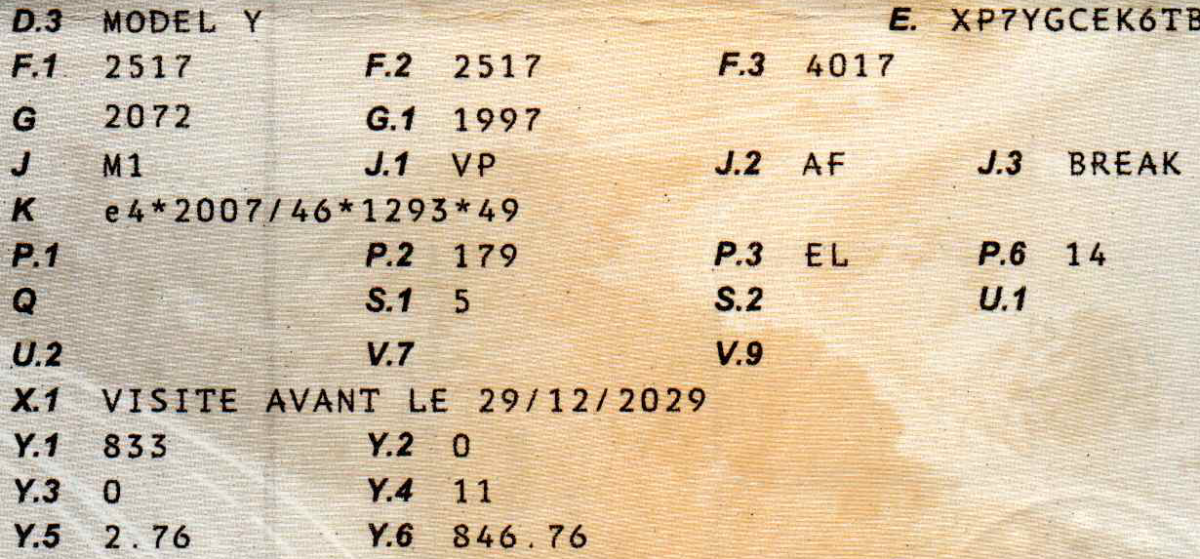 D.3 MODEL Y E. XP7YGCEK6TB
F.1 2517 F.2 2517 F.3 4017
G 2072 G.1 1997
J M1 J.1 VP J.2 AF J.3 BREAK
K e4*2007/46*1293*49
P.1 P.2 179 P.3 EL P.6 14
Q S.1 5 S.2 U.1
U.2 V.7 V.9
X.1 VISITE AVANT LE 29/12/2029
Y.1 833 Y.2 0
Y.3 0 Y.4 11
Y.5 2.76 Y.6 846.76